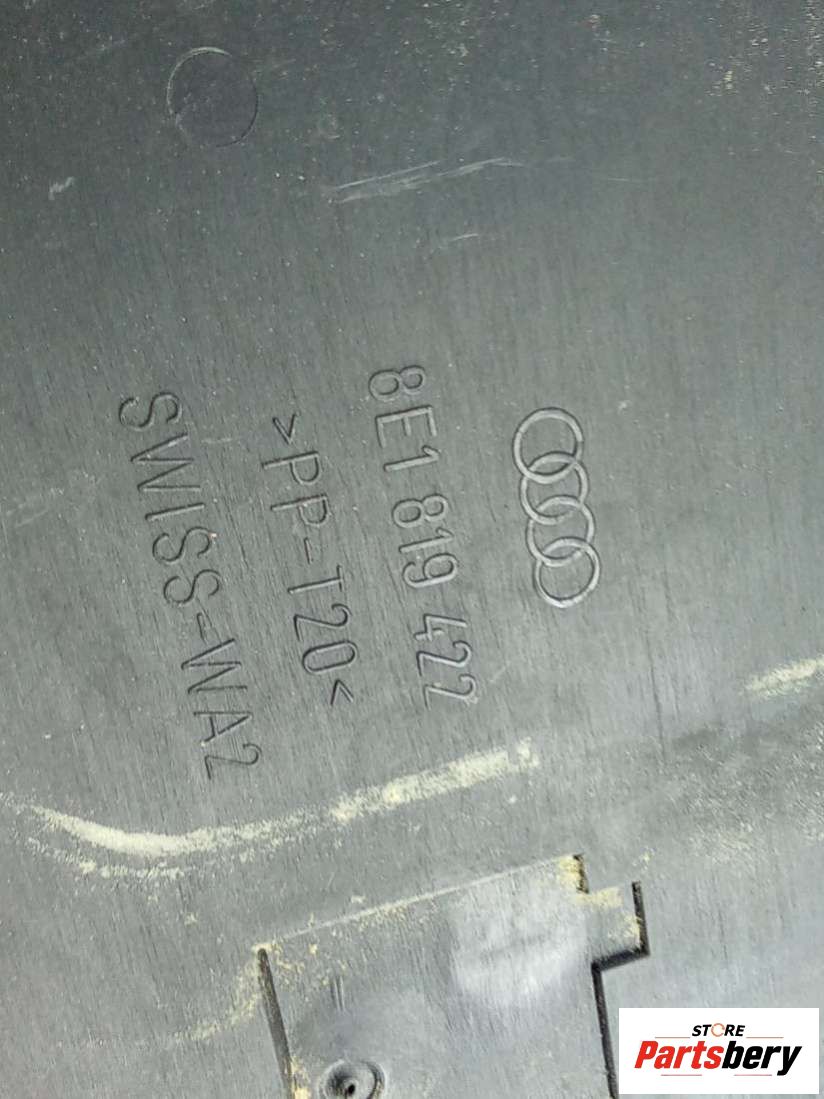 8E1 819 422
>PP-T20<
SWISS-WA2
STORE
Partsbery